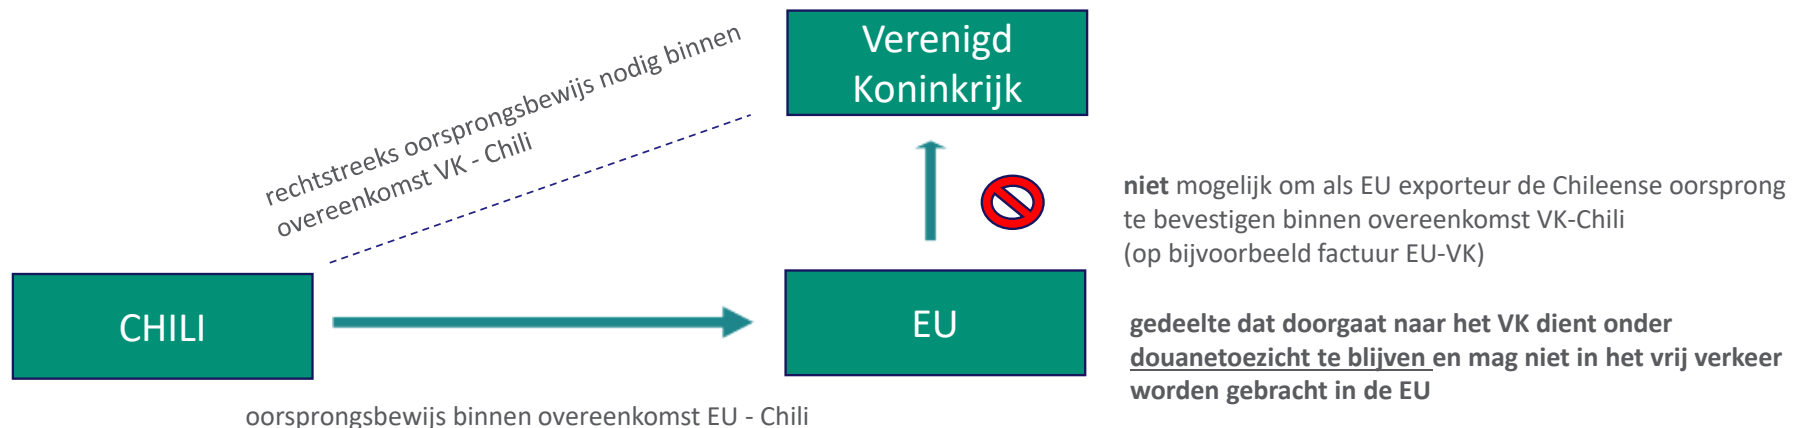 Verenigd
Koninkrijk
rechtstreeks oorsprongsbewijs nodig binnen
overeenkomst VK - Chili
niet mogelijk om als EU exporteur de Chileense oorsprong
te bevestigen binnen overeenkomst VK-Chili
(op bijvoorbeeld factuur EU-VK)
CHILI
EU
gedeelte dat doorgaat naar het VK dient onder
douanetoezicht te blijven en mag niet in het vrij verkeer
worden gebracht in de EU
oorsprongsbewijs binnen overeenkomst EU - Chili